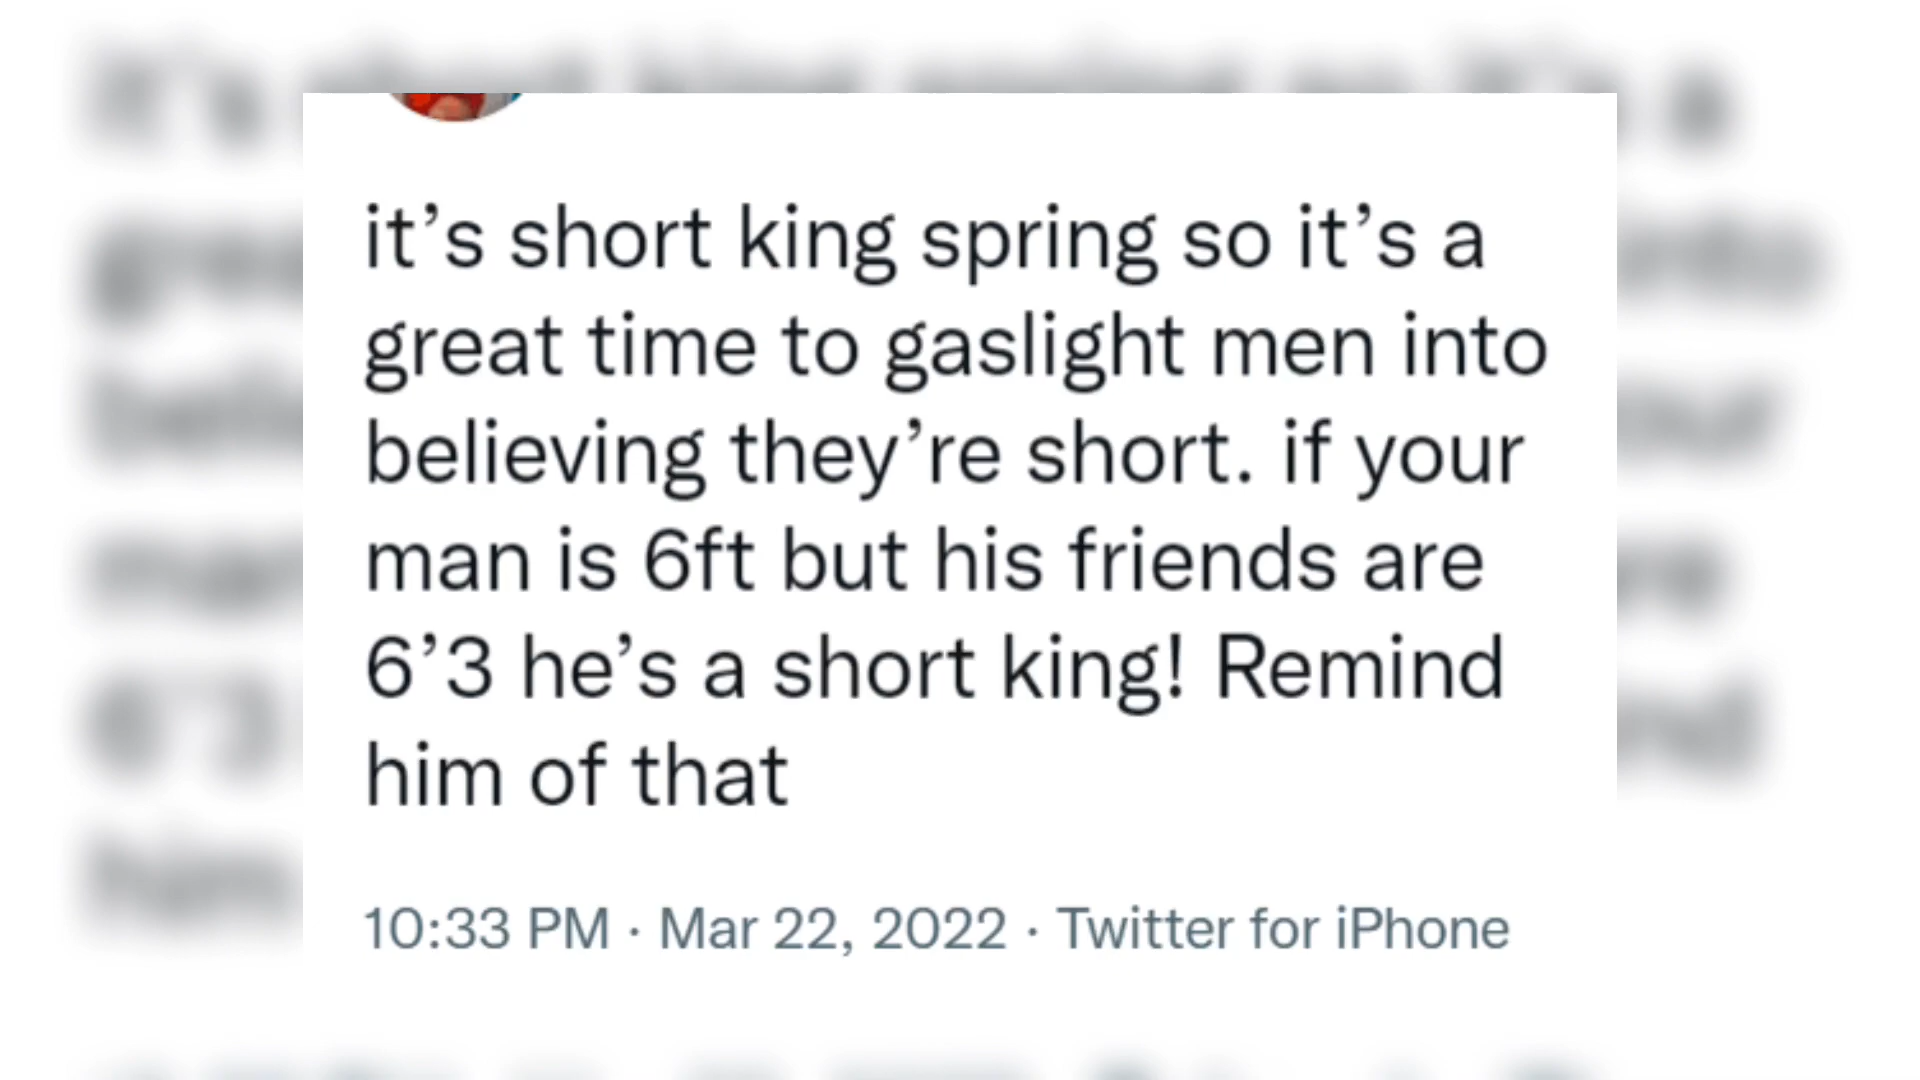 it’s short king spring so it’s a
great time to gaslight men into
believing they’re short. if your
man is 6ft but his friends are
6’3 he’s a short king! Remind
him of that
10:33 PM · Mar 22, 2022 · Twitter for iPhone